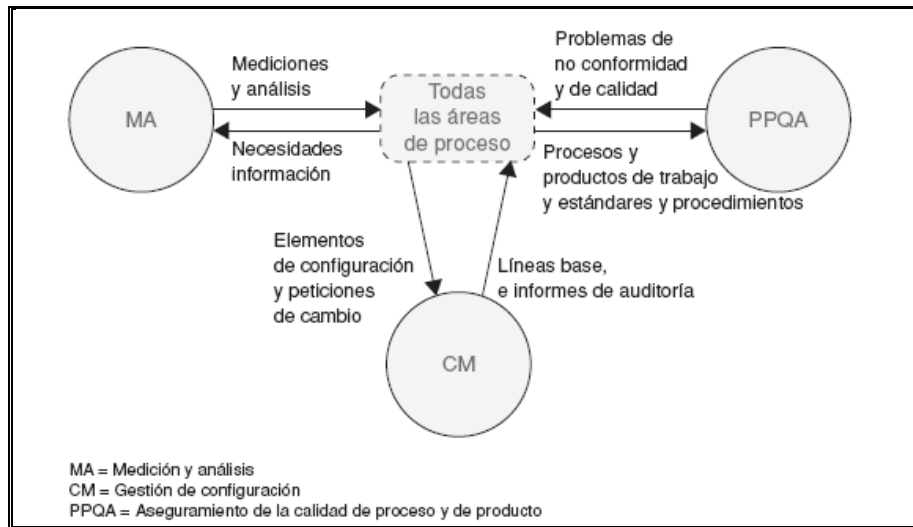 Mediciones
y análisis
Problemas de
no conformidad
y de calidad
MA
Todas
las áreas
de proceso
PPQA
Necesidades
información
Procesos y
productos de trabajo
y estándares y procedimientos
Elementos
de configuración
y peticiones
de cambio
Líneas base,
e informes de auditoría
CM
MA = Medición y análisis
CM = Gestión de configuración
PPQA = Aseguramiento de la calidad de proceso y de producto